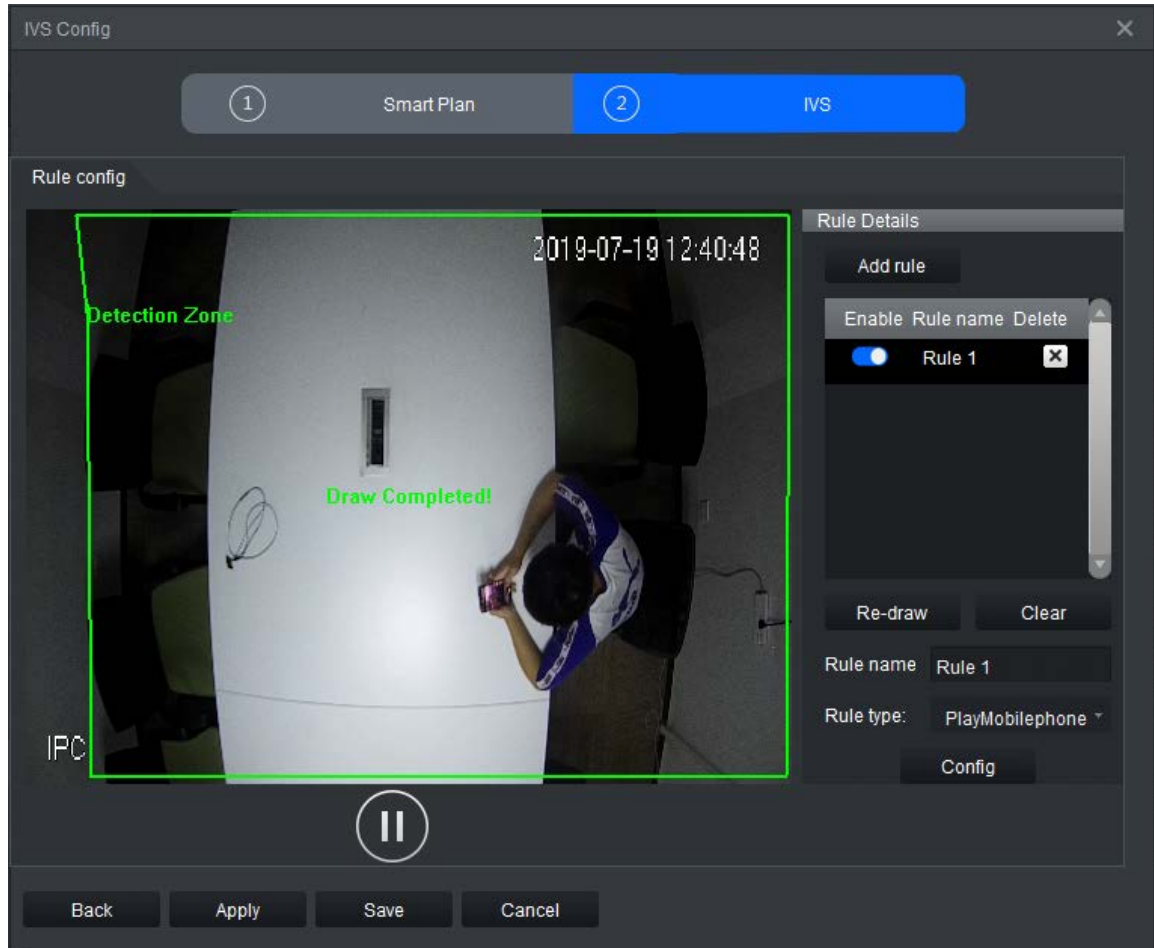 IVS Config
1 Smart Plan 2 IVS
Rule config
2019-07-19 12:40:48
Detection Zone
Draw Completed!
IPC
Rule Details
Add rule
Enable Rule name Delete
Rule 1
Re-draw Clear
Rule name Rule 1
Rule type: PlayMobilephone
Config
Back Apply Save Cancel